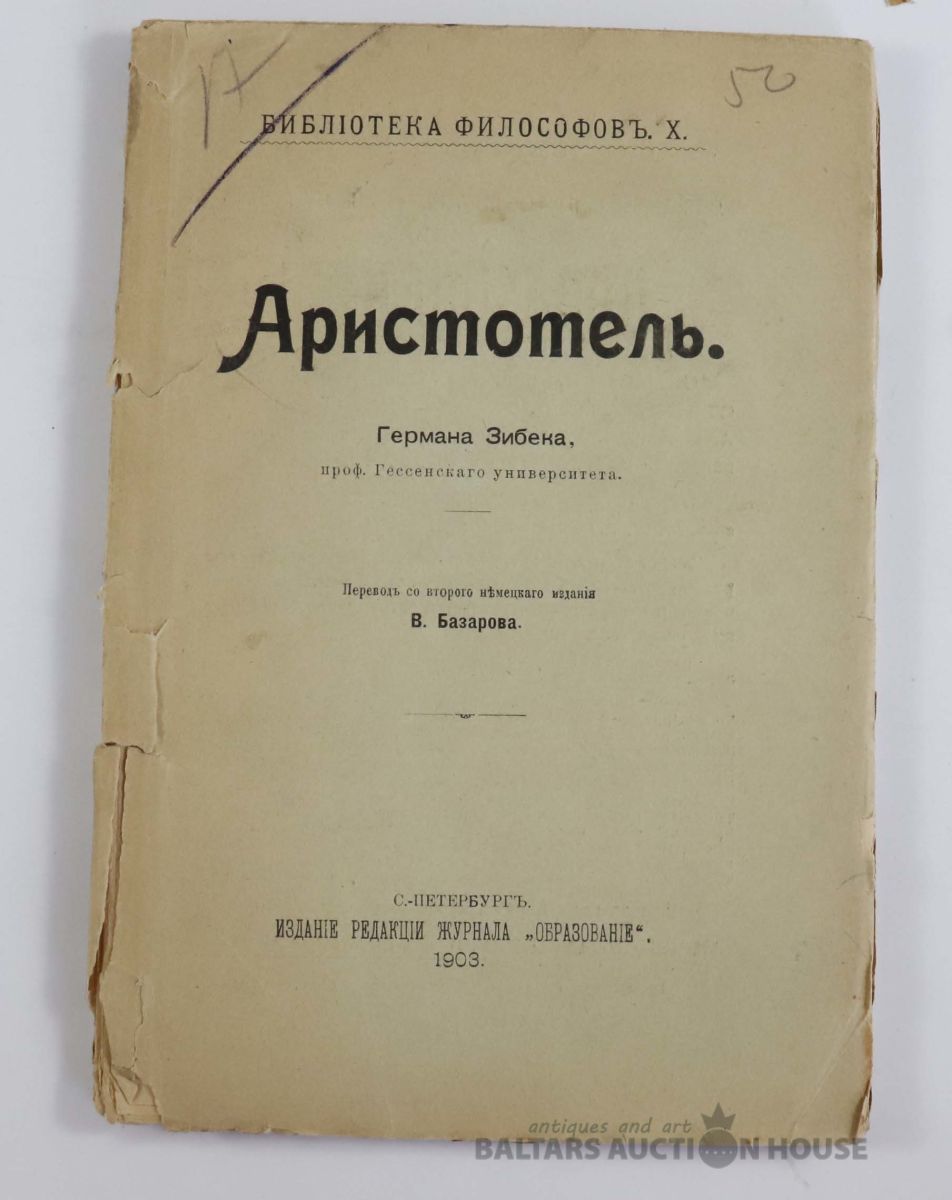 17
50
БИБЛІОТЕКА ФИЛОСОФОВЪ. X.
Аристотель.
Германа Зибека,
проф. Гессенскаго университета.
Переводъ со второго нѣмецкаго изданія
В. Базарова.
С.-ПЕТЕРБУРГЪ.
ИЗДАНІЕ РЕДАКЦІИ ЖУРНАЛА „ОБРАЗОВАНІЕ“.
1903.
antiques and art
BALTARS AUCTION HOUSE